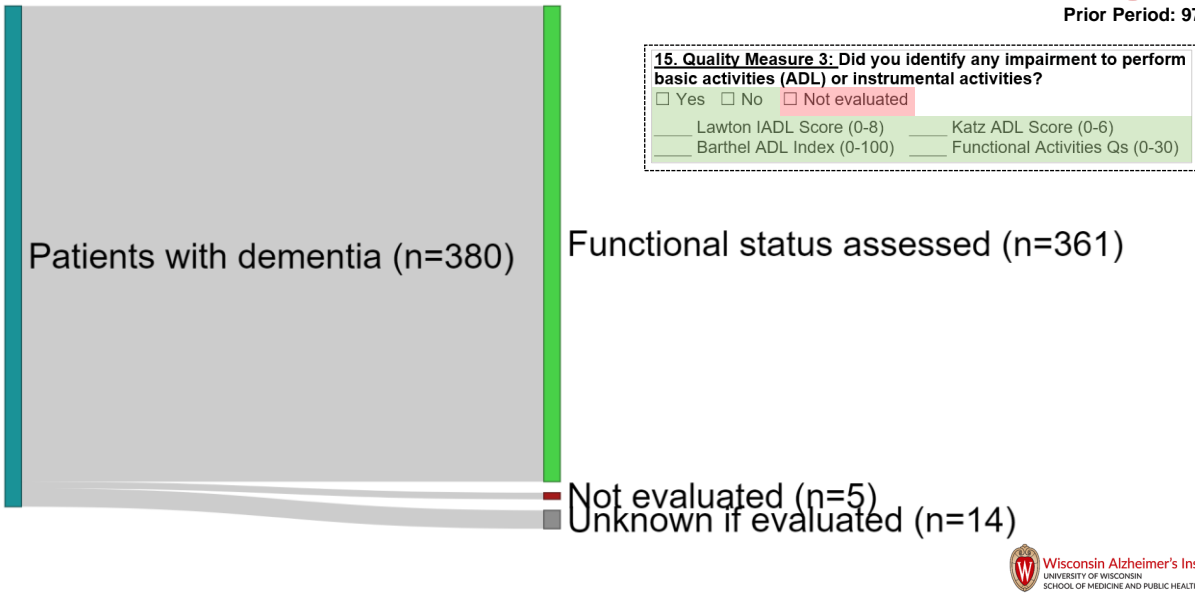 Prior Period: 97
15. Quality Measure 3: Did you identify any impairment to perform
basic activities (ADL) or instrumental activities?
☐ Yes ☐ No ☐ Not evaluated
____ Lawton IADL Score (0-8) ____ Katz ADL Score (0-6)
____ Barthel ADL Index (0-100) ____ Functional Activities Qs (0-30)
Patients with dementia (n=380)
Functional status assessed (n=361)
Not evaluated (n=5)
Unknown if evaluated (n=14)
W
Wisconsin Alzheimer's Ins
UNIVERSITY OF WISCONSIN
SCHOOL OF MEDICINE AND PUBLIC HEALTH